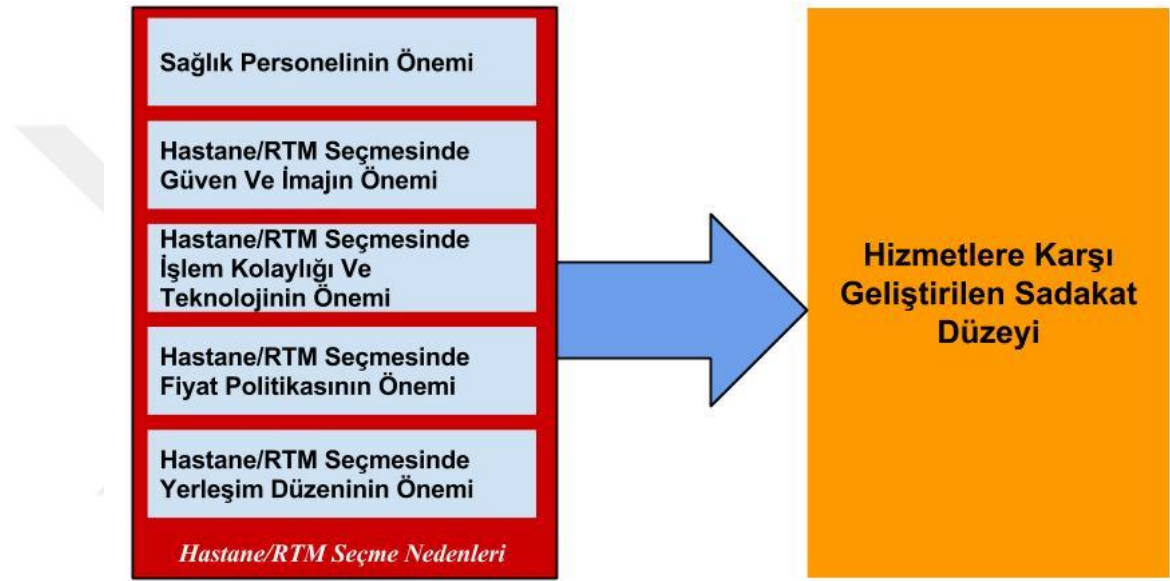 Sağlık Personelinin Önemi
Hastane/RTM Seçmesinde
Güven Ve İmajın Önemi
Hastane/RTM Seçmesinde
İşlem Kolaylığı Ve
Teknolojinin Önemi
Hastane/RTM Seçmesinde
Fiyat Politikasının Önemi
Hastane/RTM Seçmesinde
Yerleşim Düzeninin Önemi
Hastane/RTM Seçme Nedenleri
Hizmetlere Karşı
Geliştirilen Sadakat
Düzeyi